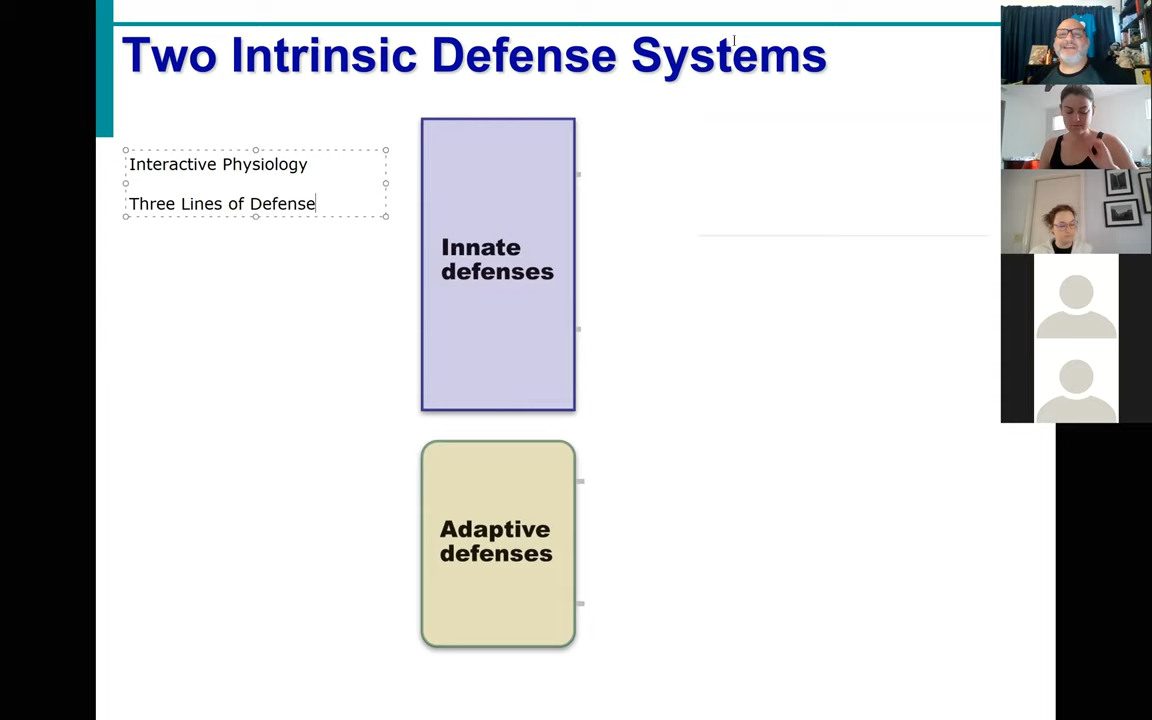 Two Intrinsic Defense Systems
Interactive Physiology
Three Lines of Defense
Innate
defenses
Adaptive
defenses